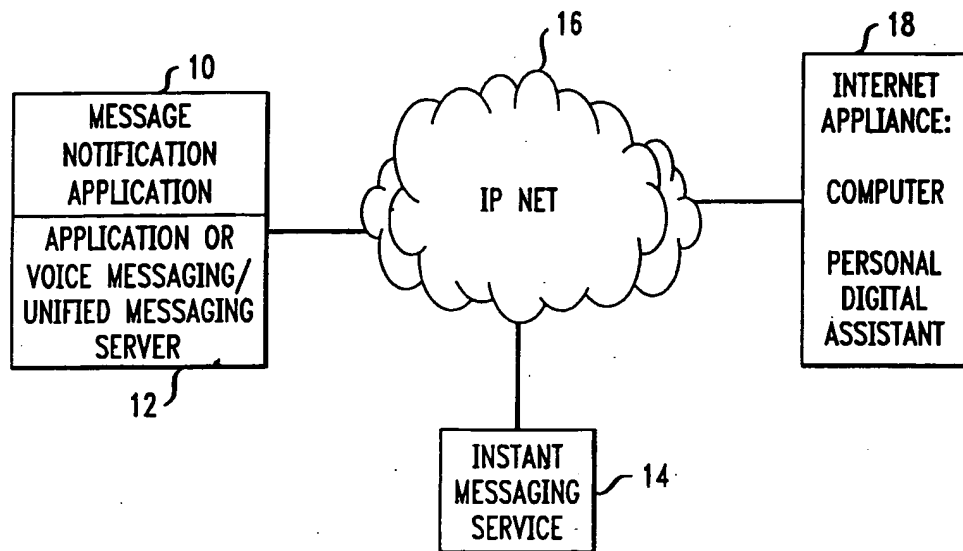 10
MESSAGE
NOTIFICATION
APPLICATION
APPLICATION OR
VOICE MESSAGING/
UNIFIED MESSAGING
SERVER
12
16
IP NET
18
INTERNET
APPLIANCE:
COMPUTER
PERSONAL
DIGITAL
ASSISTANT
INSTANT
MESSAGING
SERVICE
14